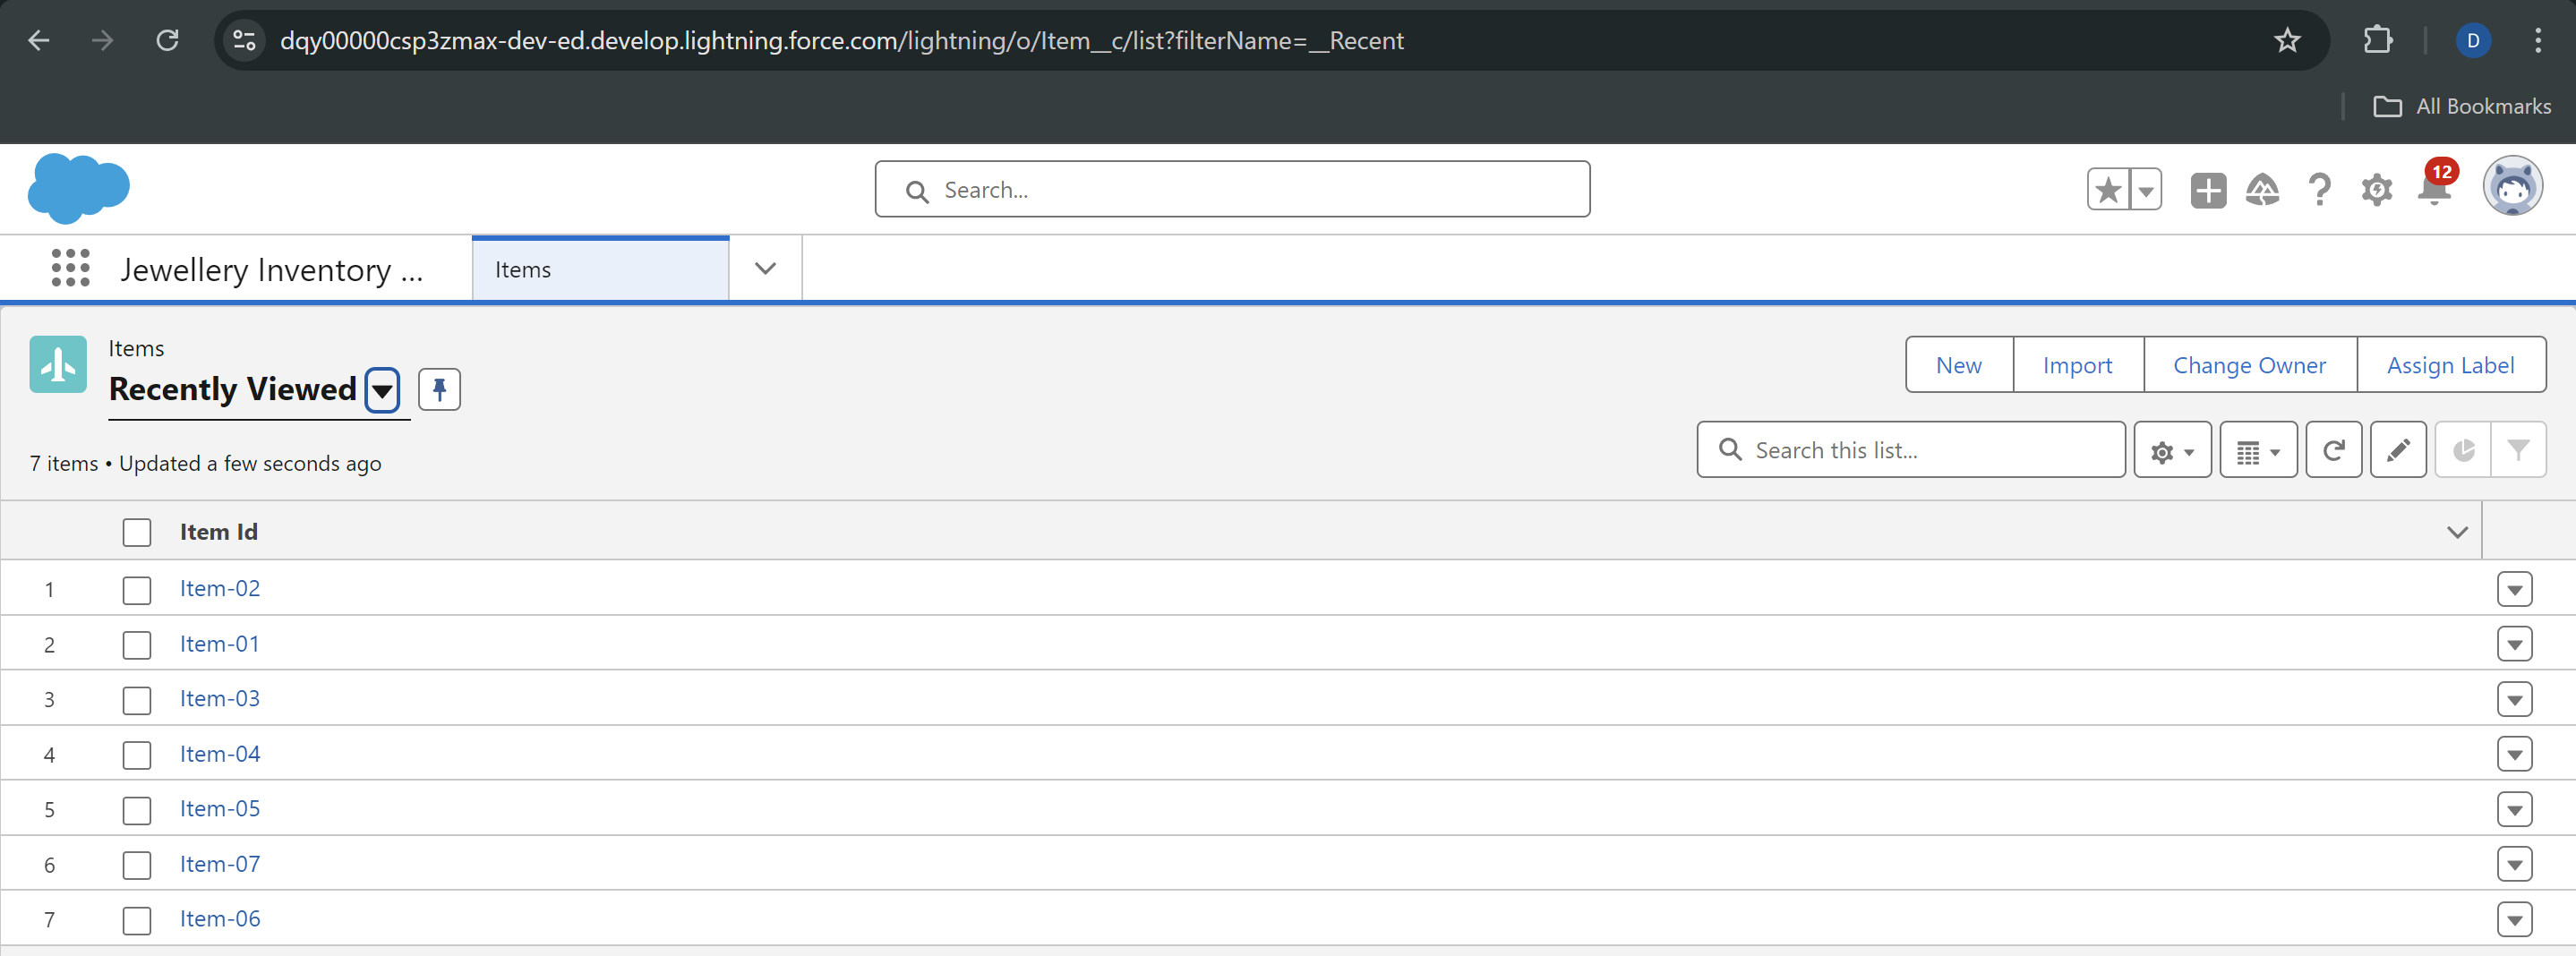 dqy00000csp3zmax-dev-ed.develop.lightning.force.com/lightning/o/Item__c/list?filterName=__Recent
D
All Bookmarks
Search...
12
Jewellery Inventory ...
Items
Items
Recently Viewed
New
Import
Change Owner
Assign Label
7 items • Updated a few seconds ago
Search this list...
Item Id
1 Item-02
2 Item-01
3 Item-03
4 Item-04
5 Item-05
6 Item-07
7 Item-06